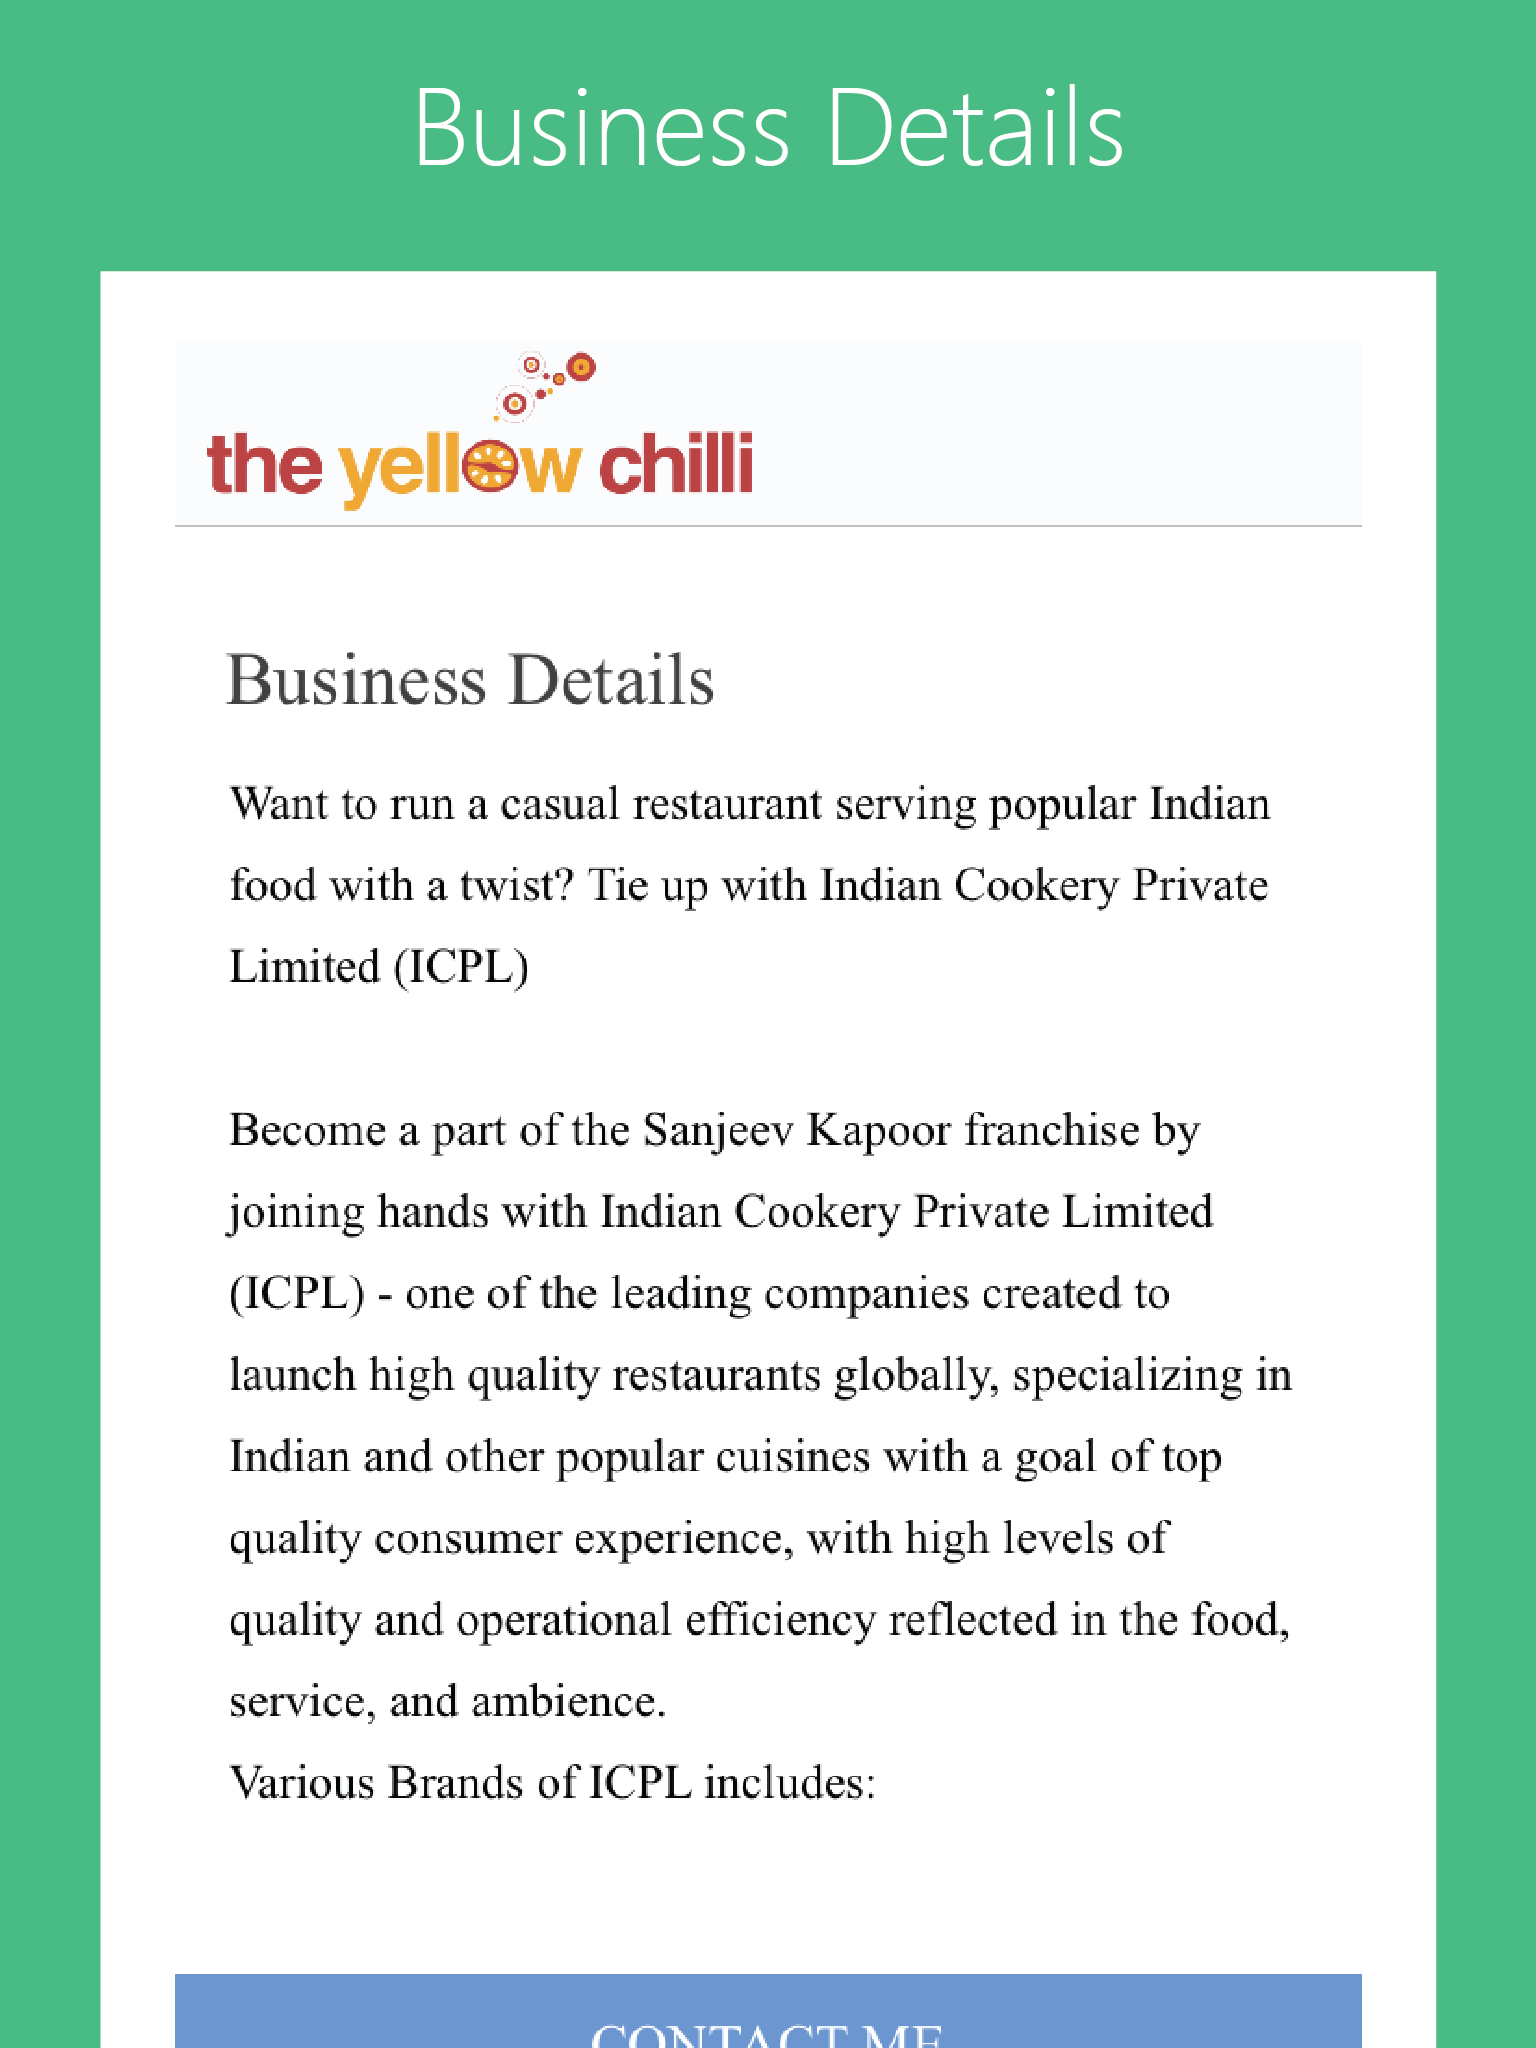 Business Details
the yellow chilli
Business Details
Want to run a casual restaurant serving popular Indian
food with a twist? Tie up with Indian Cookery Private
Limited (ICPL)
Become a part of the Sanjeev Kapoor franchise by
joining hands with Indian Cookery Private Limited
(ICPL) - one of the leading companies created to
launch high quality restaurants globally, specializing in
Indian and other popular cuisines with a goal of top
quality consumer experience, with high levels of
quality and operational efficiency reflected in the food,
service, and ambience.
Various Brands of ICPL includes:
CONTACT ME